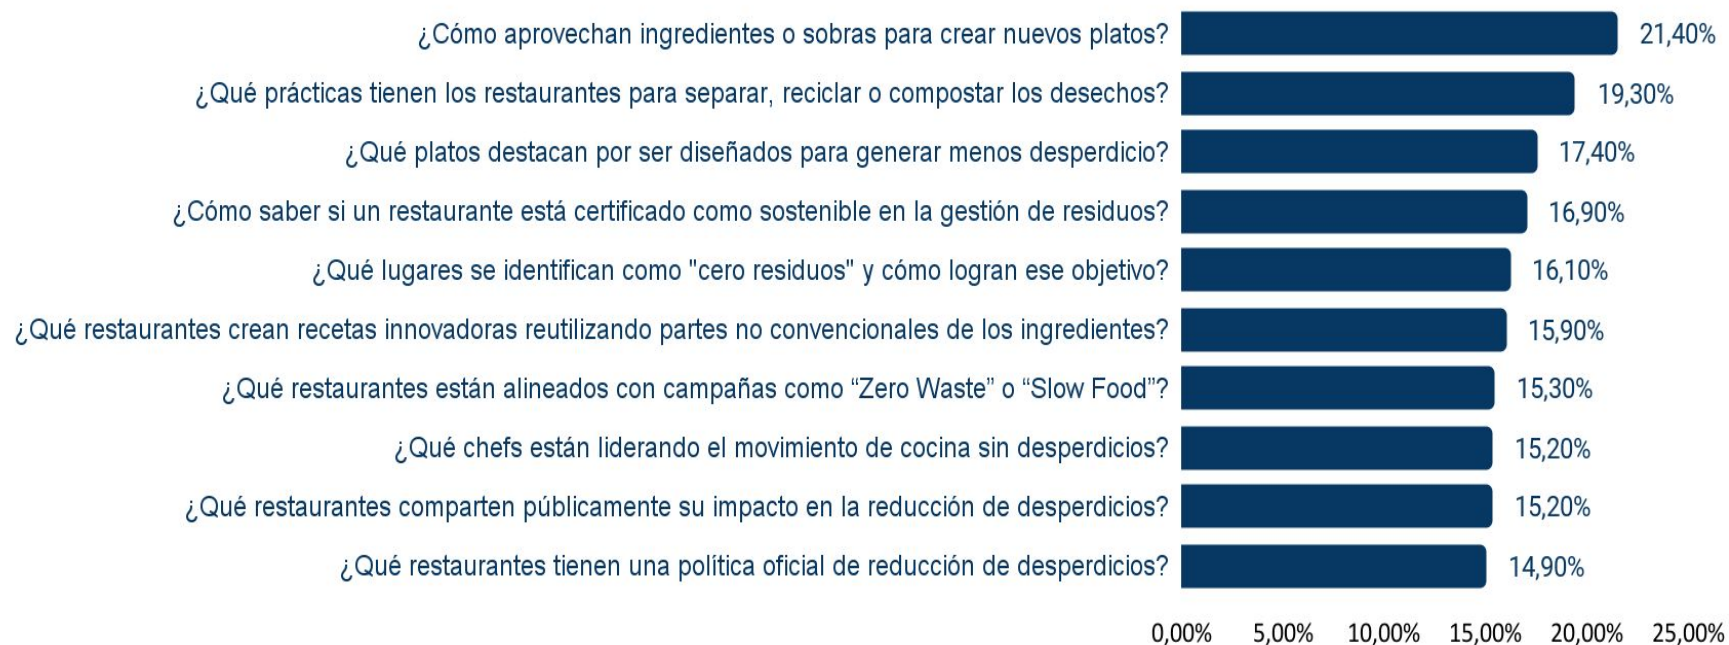 ¿Cómo aprovechan ingredientes o sobras para crear nuevos platos? 21,40%
¿Qué prácticas tienen los restaurantes para separar, reciclar o compostar los desechos? 19,30%
¿Qué platos destacan por ser diseñados para generar menos desperdicio? 17,40%
¿Cómo saber si un restaurante está certificado como sostenible en la gestión de residuos? 16,90%
¿Qué lugares se identifican como "cero residuos" y cómo logran ese objetivo? 16,10%
¿Qué restaurantes crean recetas innovadoras reutilizando partes no convencionales de los ingredientes? 15,90%
¿Qué restaurantes están alineados con campañas como “Zero Waste” o “Slow Food”? 15,30%
¿Qué chefs están liderando el movimiento de cocina sin desperdicios? 15,20%
¿Qué restaurantes comparten públicamente su impacto en la reducción de desperdicios? 15,20%
¿Qué restaurantes tienen una política oficial de reducción de desperdicios? 14,90%
0,00% 5,00% 10,00% 15,00% 20,00% 25,00%